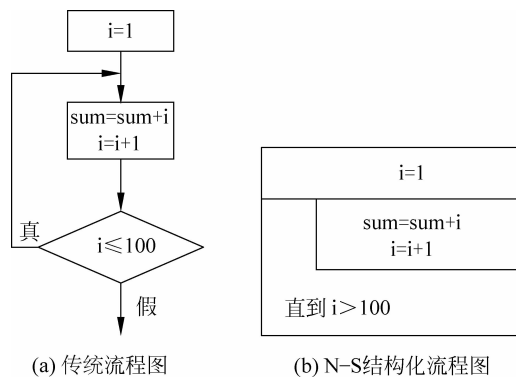 i=1
sum=sum+i
i=i+1
真
i≤100
假
(a) 传统流程图
i=1
sum=sum+i
i=i+1
直到 i>100
(b) N-S结构化流程图